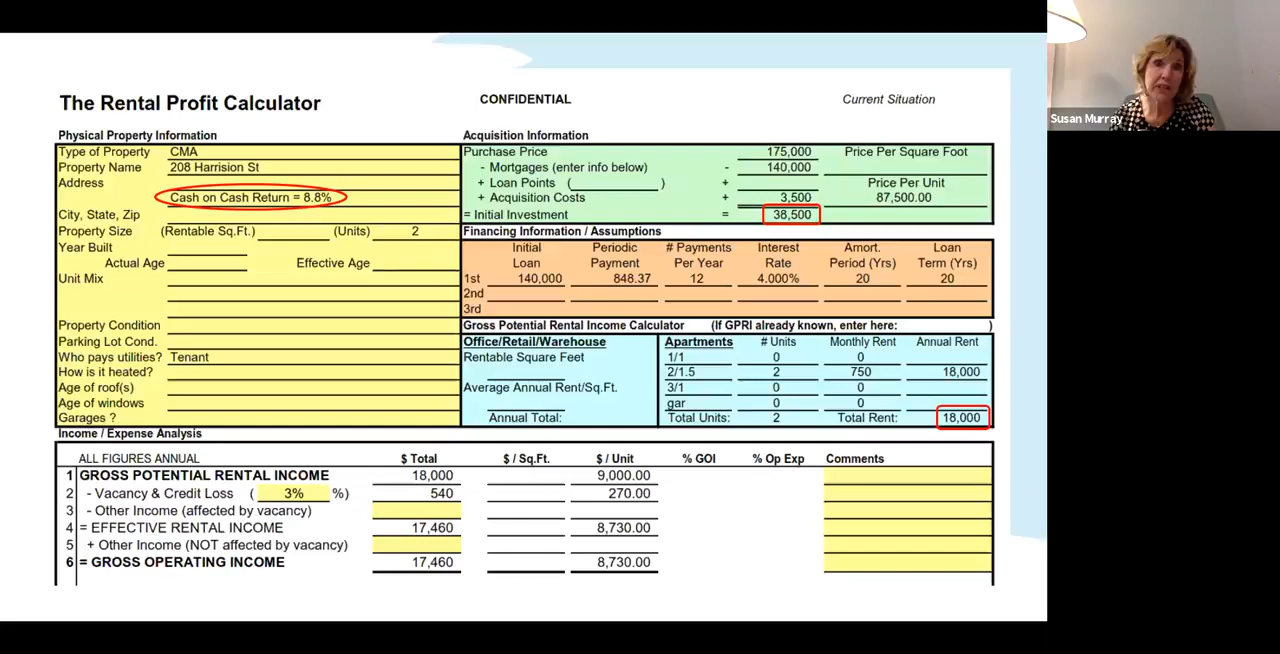 The Rental Profit Calculator CONFIDENTIAL Current Situation
Susan Murray
Physical Property Information
Type of Property CMA
Property Name 208 Harrision St
Address
Cash on Cash Return = 8.8%
City, State, Zip
Property Size (Rentable Sq.Ft.) (Units) 2
Year Built
Actual Age Effective Age
Unit Mix
Property Condition
Parking Lot Cond.
Who pays utilities? Tenant
How is it heated?
Age of roof(s)
Age of windows
Garages ?
Acquisition Information
Purchase Price 175,000 Price Per Square Foot
- Mortgages (enter info below) - 140,000
+ Loan Points ( ) + Price Per Unit
+ Acquisition Costs + 3,500 87,500.00
= Initial Investment = 38,500
Financing Information / Assumptions
Initial Periodic # Payments Interest Amort. Loan
Loan Payment Per Year Rate Period (Yrs) Term (Yrs)
1st 140,000 848.37 12 4.000% 20 20
2nd
3rd
Gross Potential Rental Income Calculator (If GPRI already known, enter here: )
Office/Retail/Warehouse
Rentable Square Feet
Average Annual Rent/Sq.Ft.
Annual Total:
Apartments # Units Monthly Rent Annual Rent
1/1 0 0
2/1.5 2 750 18,000
3/1 0 0
gar 0 0
Total Units: 2 Total Rent: 18,000
Income / Expense Analysis
ALL FIGURES ANNUAL $ Total $ / Sq.Ft. $ / Unit % GOI % Op Exp Comments
1 GROSS POTENTIAL RENTAL INCOME 18,000 9,000.00
2 - Vacancy & Credit Loss ( 3% %) 540 270.00
3 - Other Income (affected by vacancy)
4 = EFFECTIVE RENTAL INCOME 17,460 8,730.00
5 + Other Income (NOT affected by vacancy)
6 = GROSS OPERATING INCOME 17,460 8,730.00